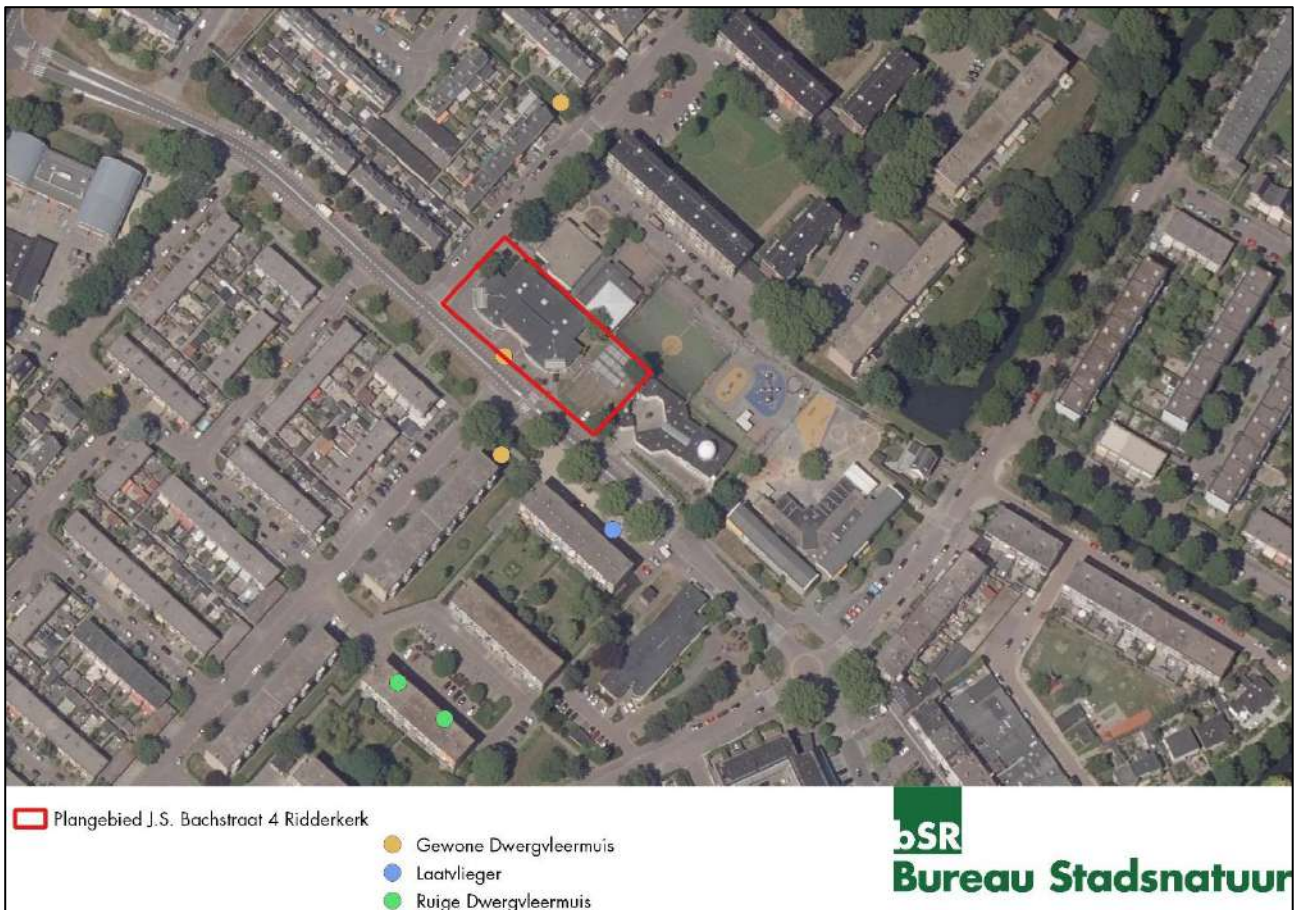 Plangebied J.S. Bachstraat 4 Ridderkerk
Gewone Dwergvleermuis
Laatvlieger
Ruige Dwergvleermuis
bSR
Bureau Stadsnatuur